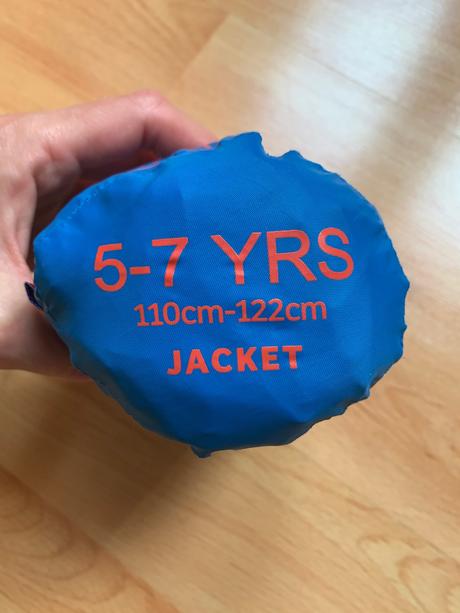 5-7 YRS
110cm-122cm
JACKET